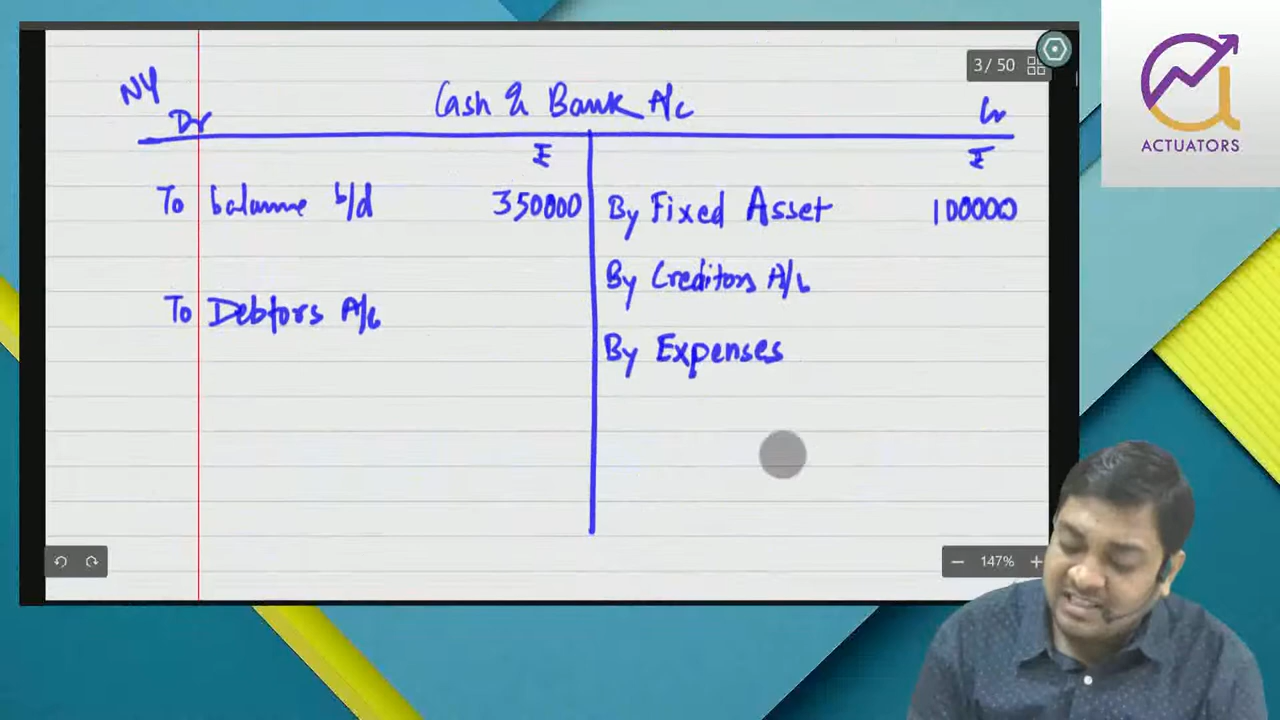 NY
Dr Cash & Bank A/c Cr
₹ ₹
To balance b/d 350000 By Fixed Asset 100000
By Creditors A/c
To Debtors A/c
By Expenses
3 / 50
147%
ACTUATORS